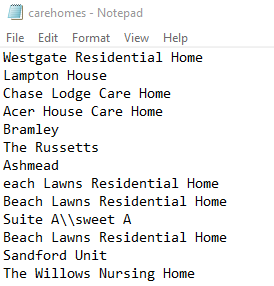 carehomes - Notepad
File Edit Format View Help
Westgate Residential Home
Lampton House
Chase Lodge Care Home
Acer House Care Home
Bramley
The Russetts
Ashmead
each Lawns Residential Home
Beach Lawns Residential Home
Suite A\\sweet A
Beach Lawns Residential Home
Sandford Unit
The Willows Nursing Home